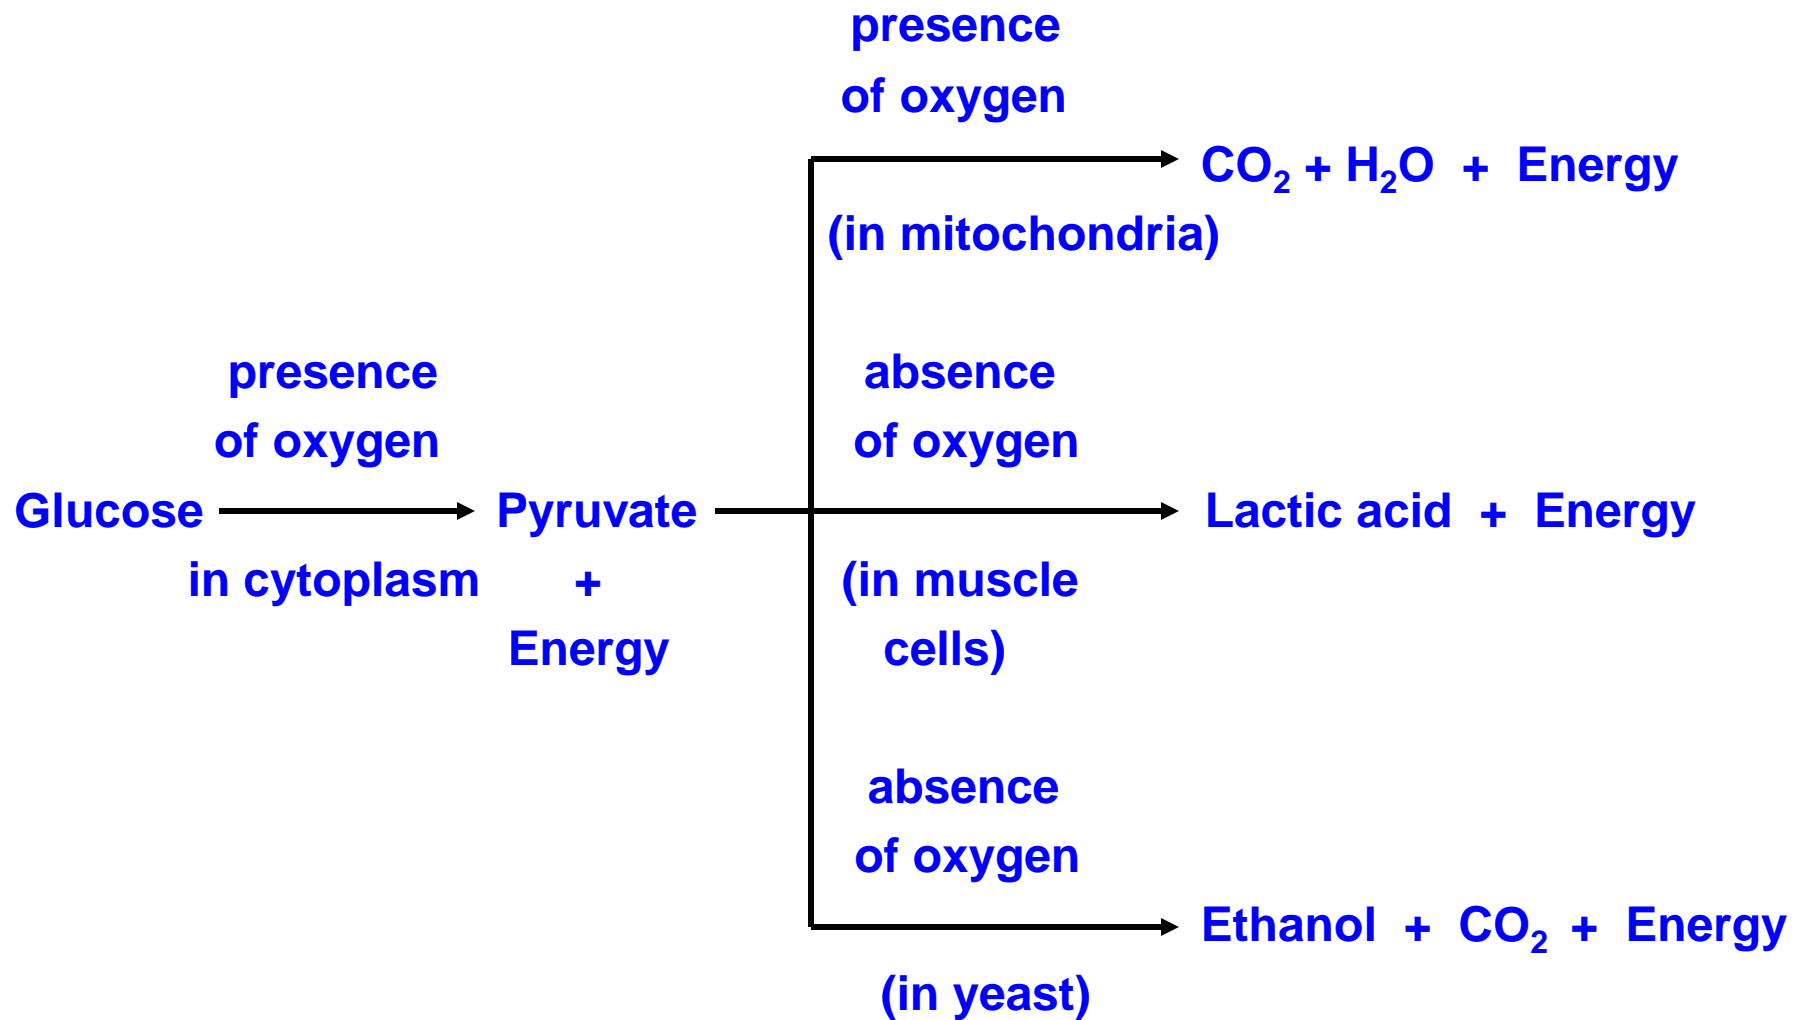 presence
of oxygen
CO₂ + H₂O + Energy
(in mitochondria)
presence
of oxygen
absence
of oxygen
Glucose
Pyruvate
Lactic acid + Energy
in cytoplasm
+
Energy
(in muscle
cells)
absence
of oxygen
Ethanol + CO₂ + Energy
(in yeast)